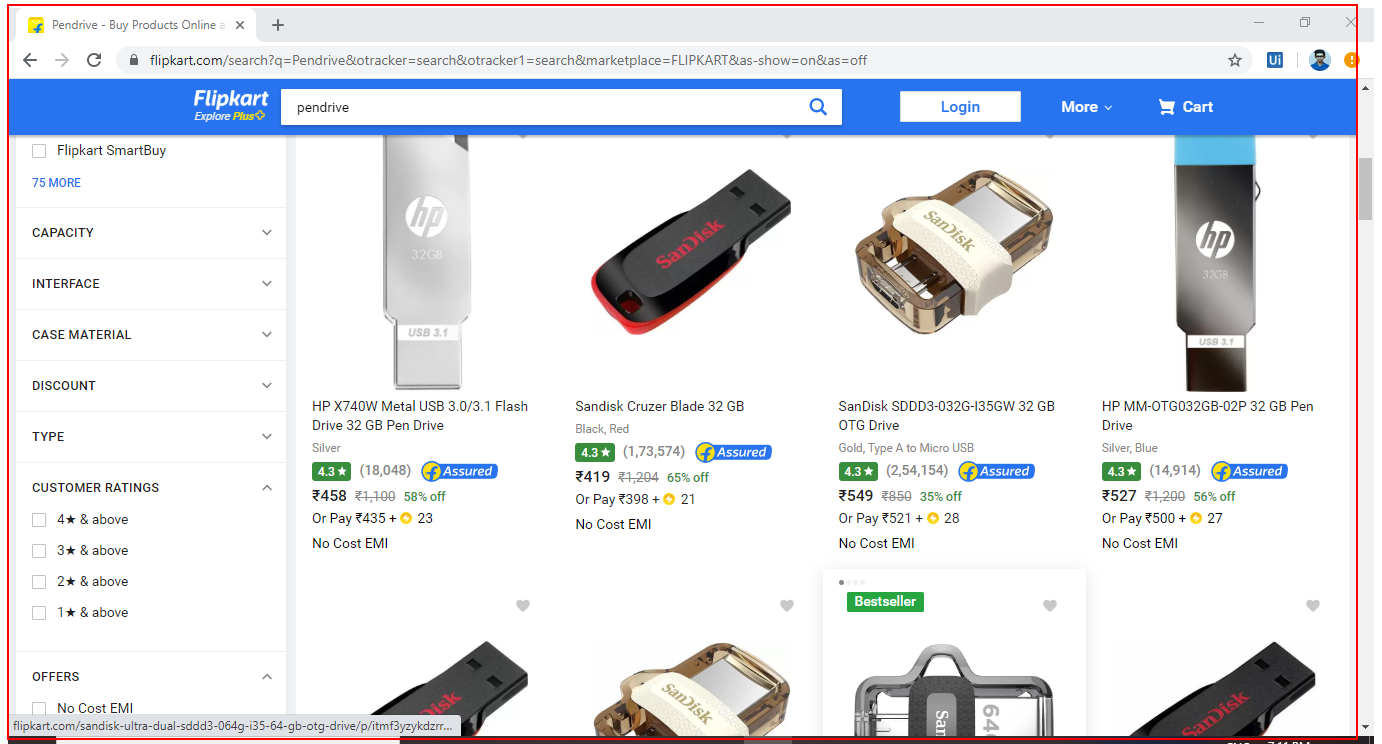 Pendrive - Buy Products Online a
flipkart.com/search?q=Pendrive&otracker=search&otracker1=search&marketplace=FLIPKART&as-show=on&as=off
Ui
Flipkart
Explore Plus
pendrive
Login
More
Cart
Flipkart SmartBuy
75 MORE
CAPACITY
INTERFACE
CASE MATERIAL
DISCOUNT
TYPE
CUSTOMER RATINGS
4★ & above
3★ & above
2★ & above
1★ & above
OFFERS
No Cost EMI
hp
32GB
USB 3.1
HP X740W Metal USB 3.0/3.1 Flash
Drive 32 GB Pen Drive
Silver
4.3★ (18,048) Assured
₹458 ₹1,100 58% off
Or Pay ₹435 + 23
No Cost EMI
SanDisk
Sandisk Cruzer Blade 32 GB
Black, Red
4.3★ (1,73,574) Assured
₹419 ₹1,204 65% off
Or Pay ₹398 + 21
No Cost EMI
SanDisk
SanDisk SDDD3-032G-I35GW 32 GB
OTG Drive
Gold, Type A to Micro USB
4.3★ (2,54,154) Assured
₹549 ₹850 35% off
Or Pay ₹521 + 28
No Cost EMI
hp
32GB
USB 3.1
HP MM-OTG032GB-02P 32 GB Pen
Drive
Silver, Blue
4.3★ (14,914) Assured
₹527 ₹1,200 56% off
Or Pay ₹500 + 27
No Cost EMI
SanDisk
SanDisk
Bestseller
SanDisk
SanDisk
flipkart.com/sandisk-ultra-dual-sddd3-064g-i35-64-gb-otg-drive/p/itmf3yzykdzrr...